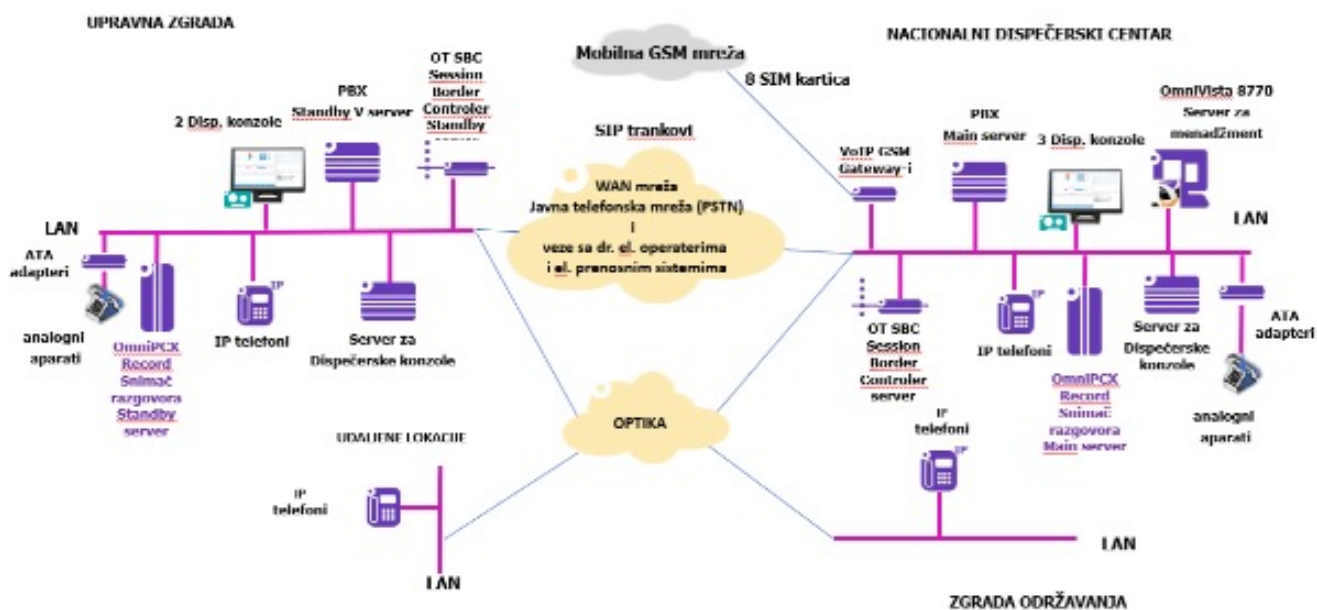 UPRAVNA ZGRADA
OT SBC
Session
Border
Controler
Standby
PBX
Standby V server
2 Disp. konzole
LAN
ATA
adapteri
analogni
aparati
OmniPCX
Record
Snimač
razgovora
Standby
server
IP
IP telefoni
Server za
Dispečerske konzole
Mobilna GSM mreža
8 SIM kartica
SIP trankovi
WAN mreža
Javna telefonska mreža (PSTN)
i
veze sa dr. el. operaterima
i el. prenosnim sistemima
OPTIKA
UDALJENE LOKACIJE
IP
telefoni
IP
LAN
NACIONALNI DISPEČERSKI CENTAR
OmniVista 8770
Server za
menadžment
PBX
Main server
3 Disp. konzole
VoIP GSM
Gateway-i
LAN
OT SBC
Session
Border
Controler
server
IP
IP telefoni
OmniPCX
Record
Snimač
razgovora
Main server
Server za
Dispečerske
konzole
ATA
adapteri
analogni
aparati
IP
telefoni
IP
LAN
ZGRADA ODRŽAVANJA